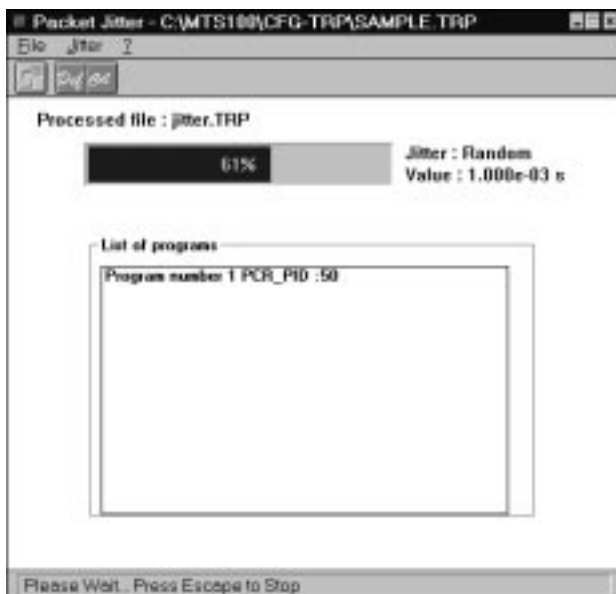 Packet Jitter - C:\MTS100\CFG-TRP\SAMPLE.TRP
File Jitter ?
Processed file : jitter.TRP
61%
Jitter : Random
Value : 1.000e-03 s
List of programs
Program number 1 PCR_PID :50
Please Wait.. Press Escape to Stop